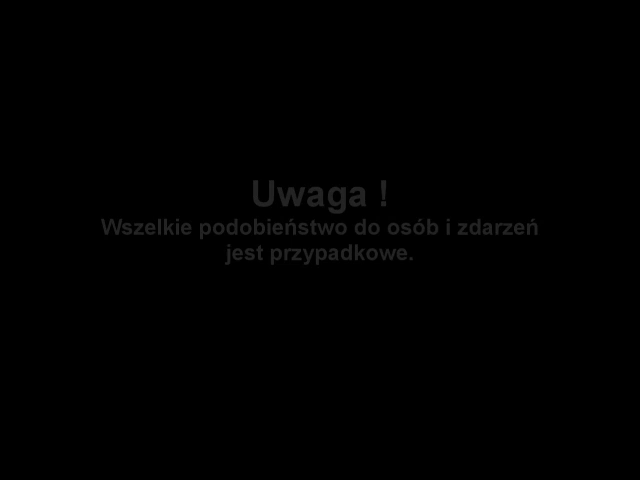 Uwaga !
Wszelkie podobieństwo do osób i zdarzeń
jest przypadkowe.